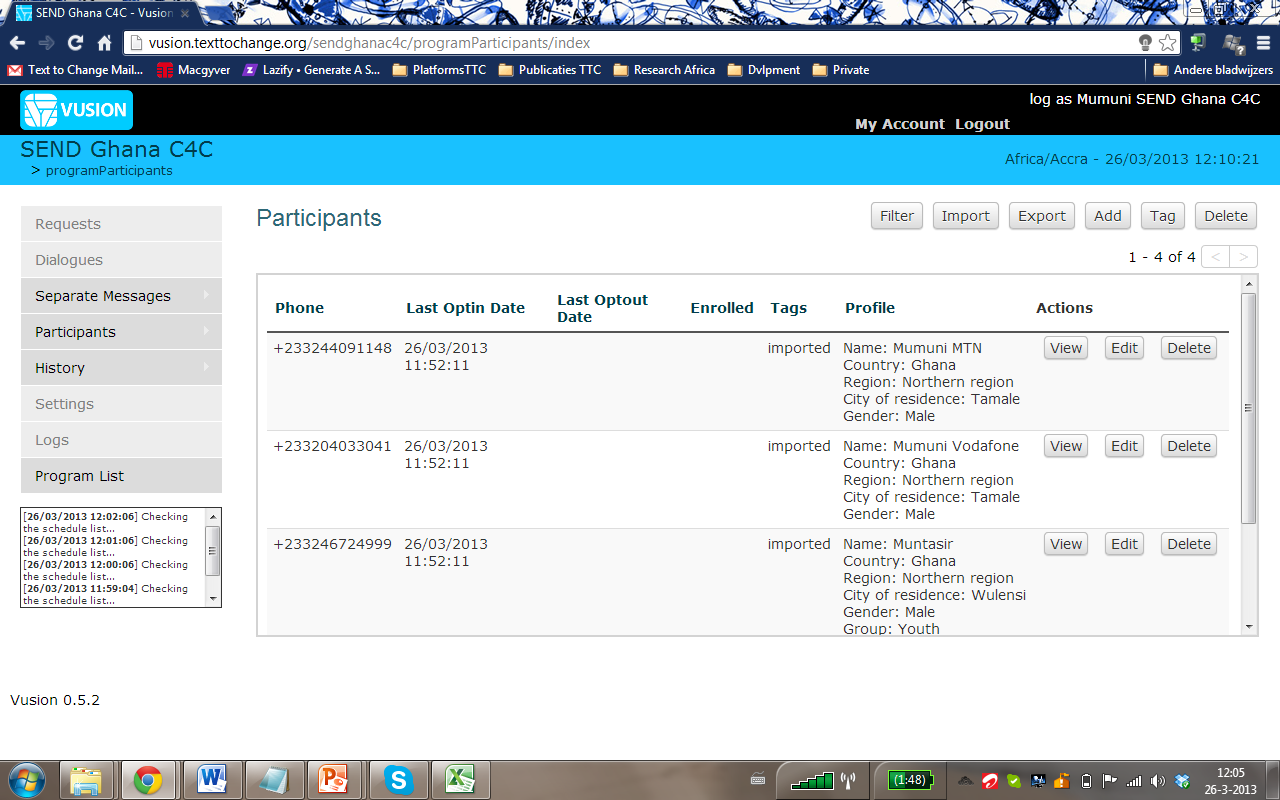 SEND Ghana C4C - Vusion
vusion.texttochange.org/sendghanac4c/programParticipants/index
Text to Change Mail... Macgyver Lazify • Generate A S... PlatformsTTC Publicaties TTC Research Africa Dvlpment Private Andere bladwijzers
VUSION
log as Mumuni SEND Ghana C4C
My Account Logout
SEND Ghana C4C
> programParticipants
Africa/Accra - 26/03/2013 12:10:21
Requests
Dialogues
Separate Messages
Participants
History
Settings
Logs
Program List
[26/03/2013 12:02:06] Checking
the schedule list...
[26/03/2013 12:01:06] Checking
the schedule list...
[26/03/2013 12:00:06] Checking
the schedule list...
[26/03/2013 11:59:04] Checking
the schedule list...
Participants
Filter Import Export Add Tag Delete
1 - 4 of 4 < >
Phone Last Optin Date Last Optout Date Enrolled Tags Profile Actions
+233244091148 26/03/2013 imported Name: Mumuni MTN View Edit Delete
11:52:11 Country: Ghana
Region: Northern region
City of residence: Tamale
Gender: Male
+233204033041 26/03/2013 imported Name: Mumuni Vodafone View Edit Delete
11:52:11 Country: Ghana
Region: Northern region
City of residence: Tamale
Gender: Male
+233246724999 26/03/2013 imported Name: Muntasir View Edit Delete
11:52:11 Country: Ghana
Region: Northern region
City of residence: Wulensi
Gender: Male
Group: Youth
Vusion 0.5.2
(1:48)
12:05
26-3-2013